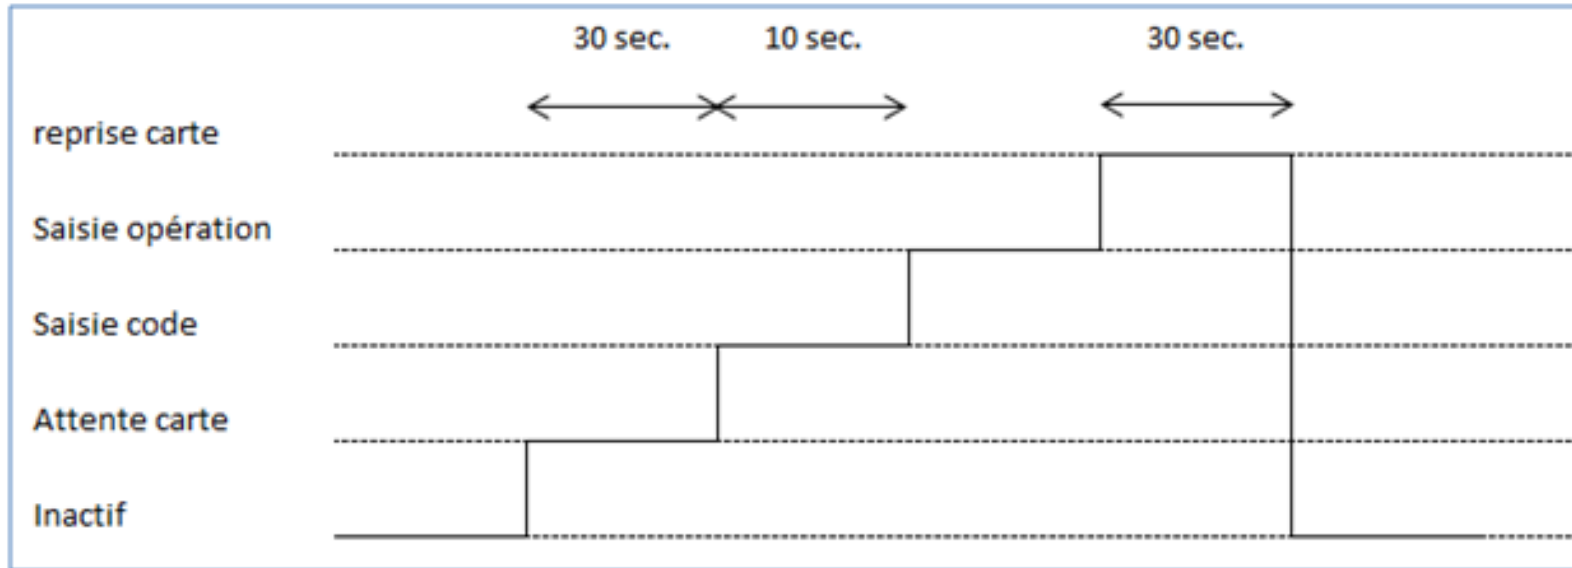 30 sec.
10 sec.
30 sec.
reprise carte
Saisie opération
Saisie code
Attente carte
Inactif